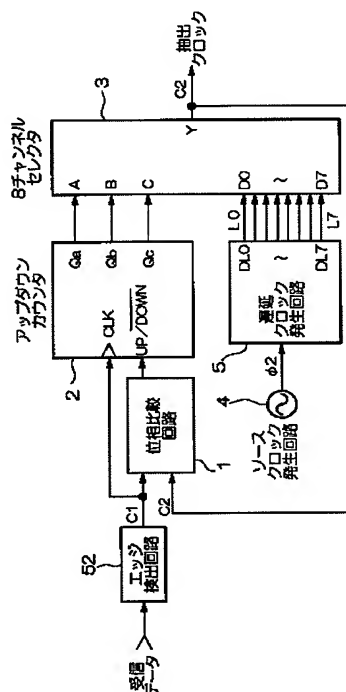 受信
データ
52
エッジ
検出回路
C1
C2
位相比較
回路
1
アップダウン
カウンタ
2
CLK
UP/DOWN
Qa
Qb
Qc
8チャンネル
セレクタ
3
A
B
C
D0
~
D7
Y
C2
抽出
クロック
L0
L7
DL0
~
DL7
遅延
クロック
発生回路
5
φ2
4
ソース
クロック
発生回路